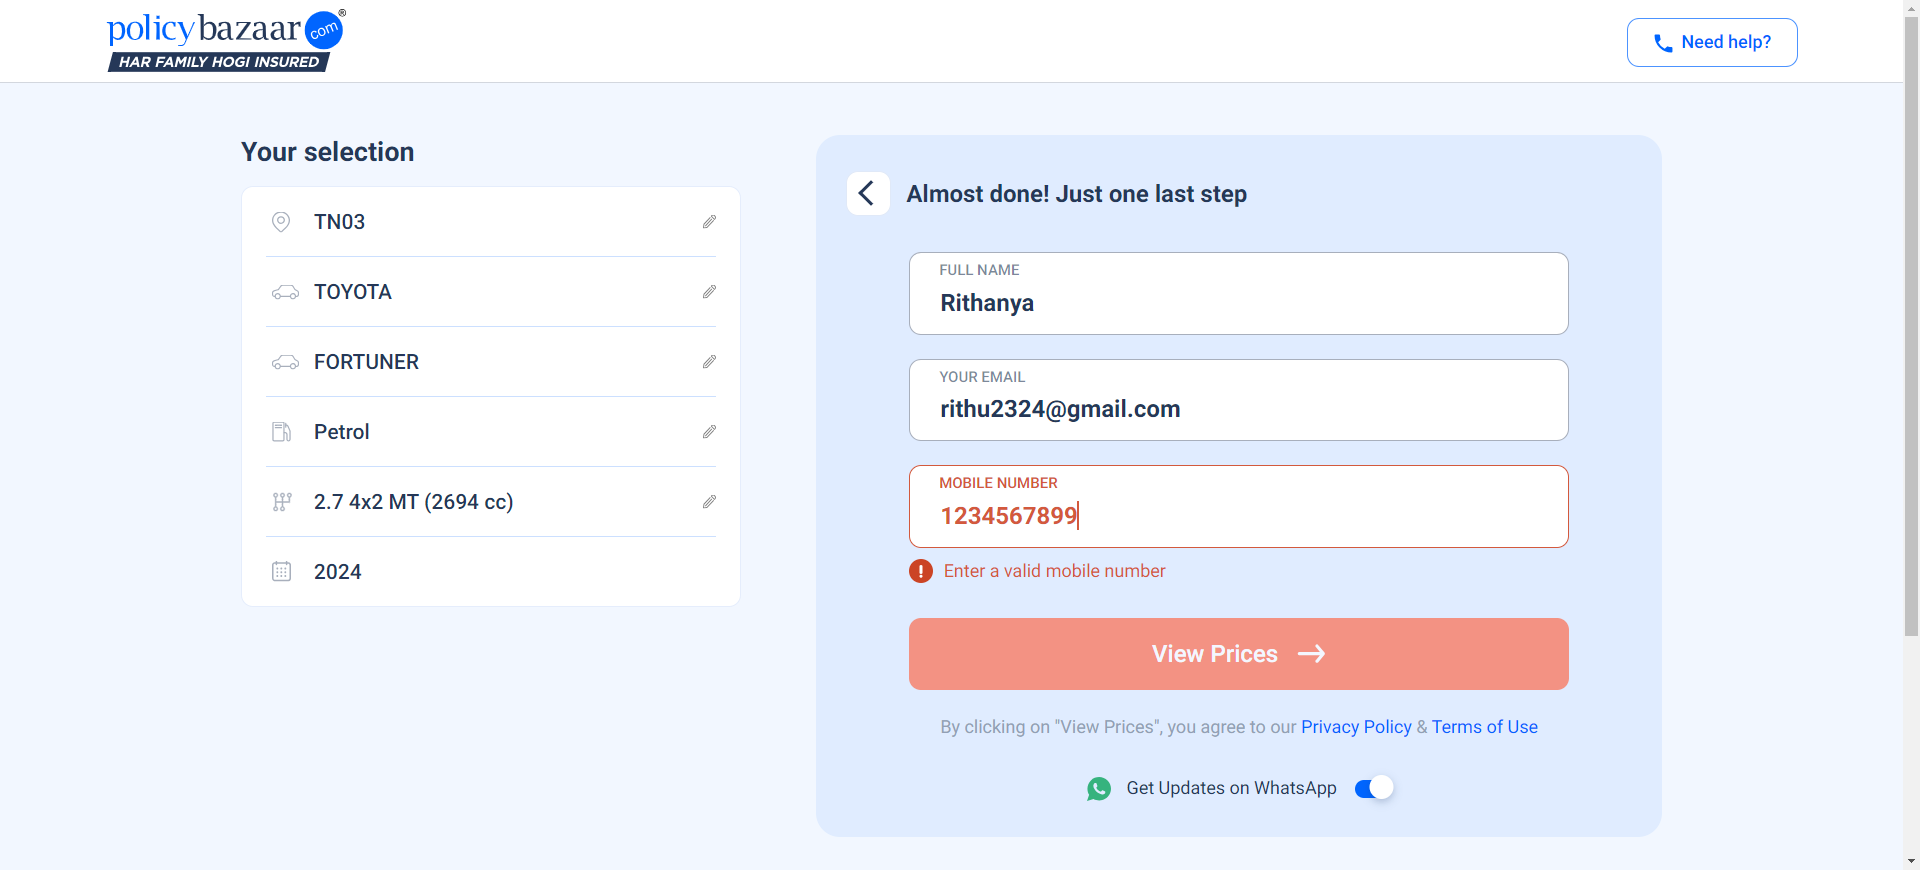 policybazaar com ®
HAR FAMILY HOGI INSURED
Need help?
Your selection
TN03
TOYOTA
FORTUNER
Petrol
2.7 4x2 MT (2694 cc)
2024
Almost done! Just one last step
FULL NAME
Rithanya
YOUR EMAIL
rithu2324@gmail.com
MOBILE NUMBER
1234567899
Enter a valid mobile number
View Prices
By clicking on "View Prices", you agree to our Privacy Policy & Terms of Use
Get Updates on WhatsApp